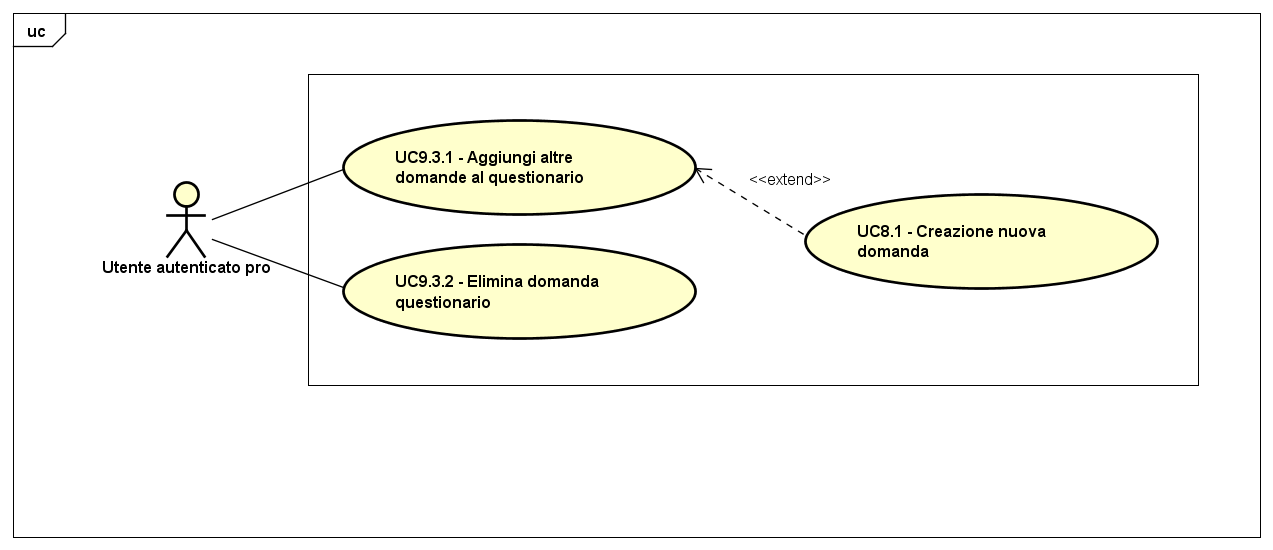 uc
UC9.3.1 - Aggiungi altre
domande al questionario
<<extend>>
UC8.1 - Creazione nuova
domanda
Utente autenticato pro
UC9.3.2 - Elimina domanda
questionario